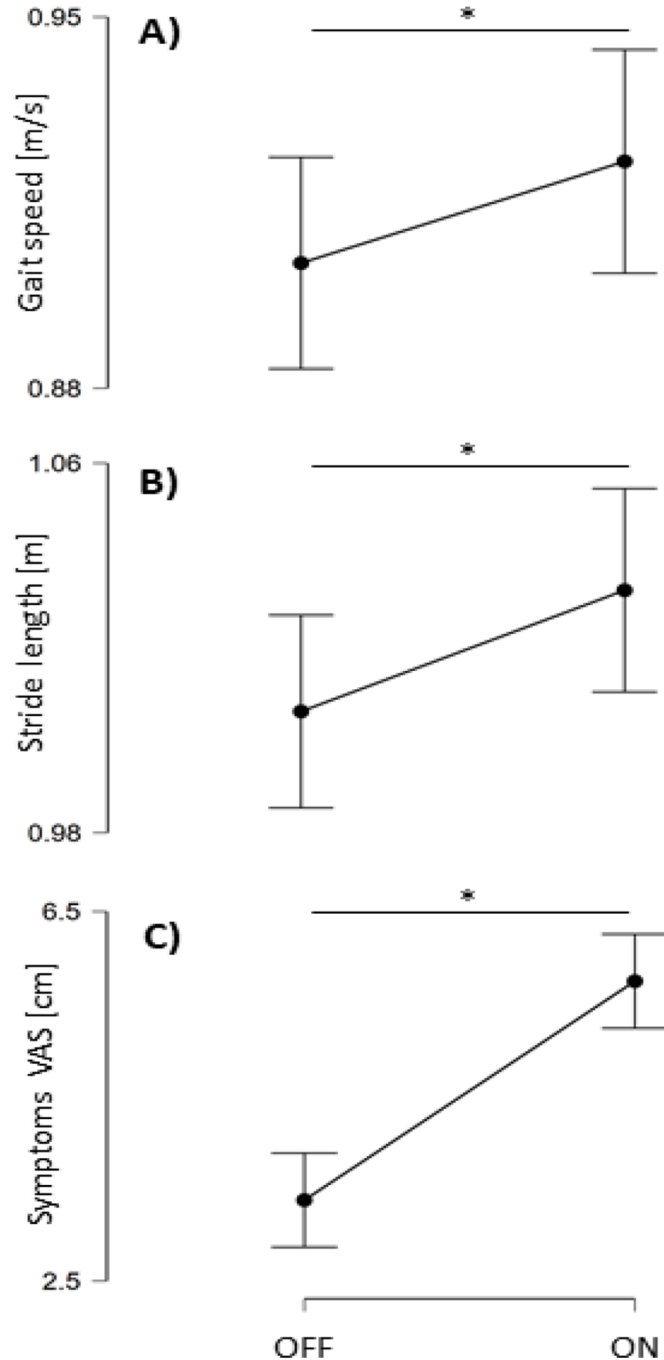 0.95
A)
*
Gait speed [m/s]
0.88
1.06
B)
*
Stride length [m]
0.98
6.5
C)
*
Symptoms VAS [cm]
2.5
OFF ON